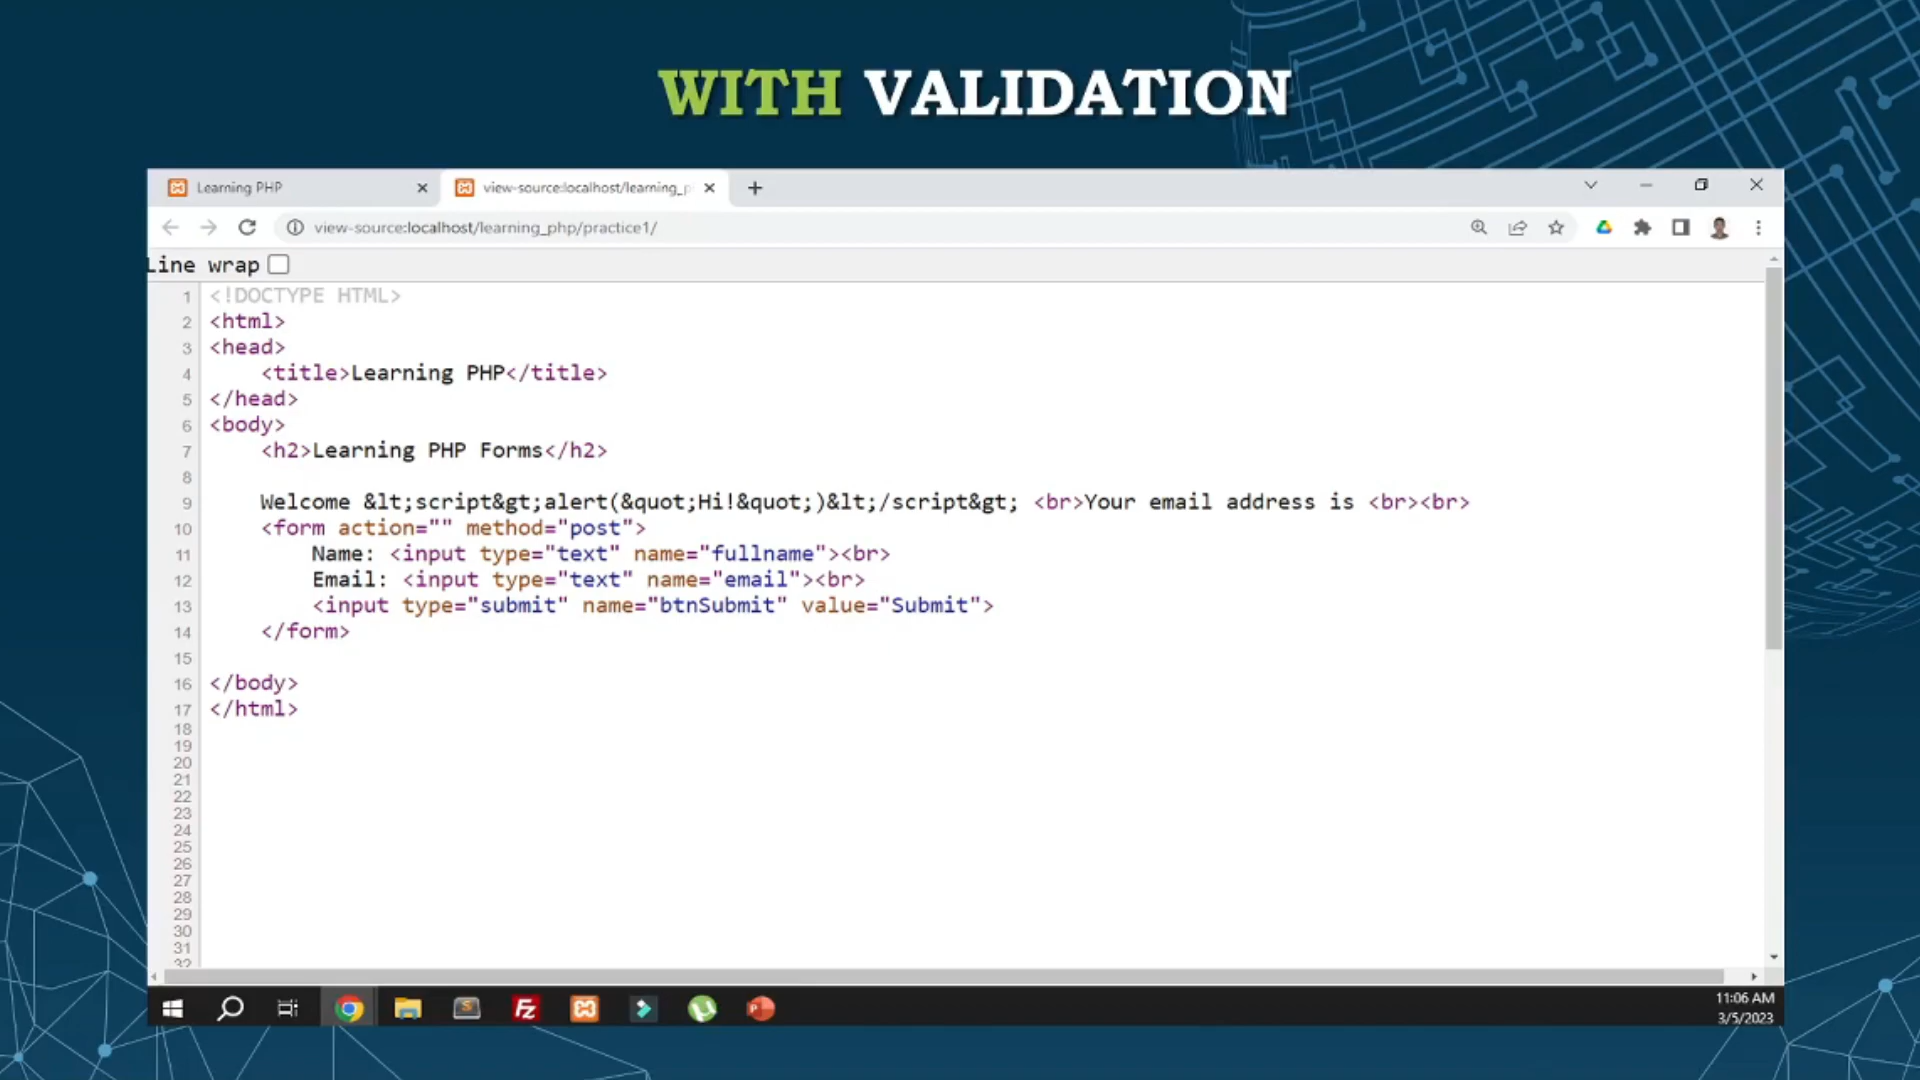 WITH VALIDATION
Learning PHP
view-source:localhost/learning_p
view-source:localhost/learning_php/practice1/
Line wrap
1 <!DOCTYPE HTML>
2 <html>
3 <head>
4     <title>Learning PHP</title>
5 </head>
6 <body>
7     <h2>Learning PHP Forms</h2>
8
9     Welcome &lt;script&gt;alert(&quot;Hi!&quot;)&lt;/script&gt; <br>Your email address is <br><br>
10     <form action="" method="post">
11         Name: <input type="text" name="fullname"><br>
12         Email: <input type="text" name="email"><br>
13         <input type="submit" name="btnSubmit" value="Submit">
14     </form>
15
16 </body>
17 </html>
18
19
20
21
22
23
24
25
26
27
28
29
30
31
32
11:06 AM
3/5/2023